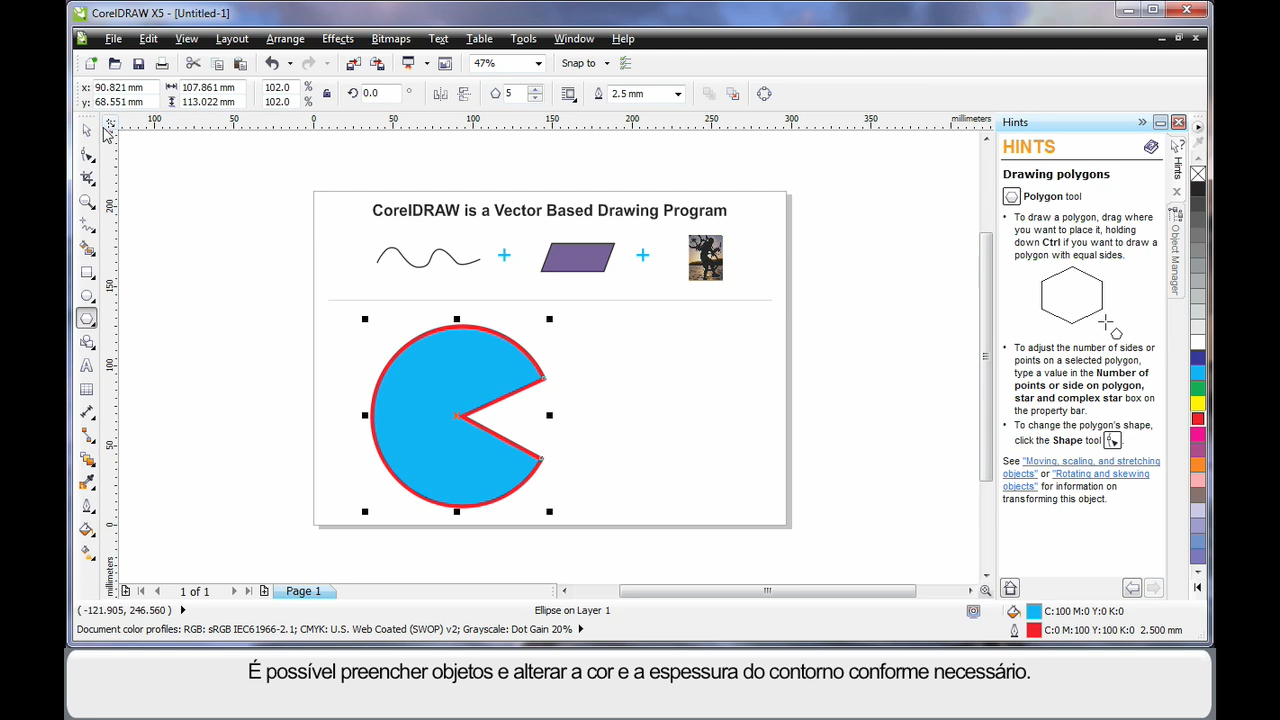 CorelDRAW X5 - [Untitled-1]
File Edit View Layout Arrange Effects Bitmaps Text Table Tools Window Help
47% Snap to
x: 90.821 mm 107.861 mm 102.0 % 0.0 ° 5 2.5 mm
y: 68.551 mm 113.022 mm 102.0 %
100 50 0 50 100 150 200 250 300 350 millimeters
200
150
100
50
0
millimeters
CorelDRAW is a Vector Based Drawing Program
+ +
Hints
HINTS
Drawing polygons
Polygon tool
• To draw a polygon, drag where
you want to place it, holding
down Ctrl if you want to draw a
polygon with equal sides.
• To adjust the number of sides or
points on a selected polygon,
type a value in the Number of
points or side on polygon,
star and complex star box on
the property bar.
• To change the polygon's shape,
click the Shape tool .
See "Moving, scaling, and stretching
objects" or "Rotating and skewing
objects" for information on
transforming this object.
Hints
Object Manager
1 of 1 Page 1
( -121.905, 246.560 ) Ellipse on Layer 1 C:100 M:0 Y:0 K:0
Document color profiles: RGB: sRGB IEC61966-2.1; CMYK: U.S. Web Coated (SWOP) v2; Grayscale: Dot Gain 20% C:0 M:100 Y:100 K:0 2.500 mm
É possível preencher objetos e alterar a cor e a espessura do contorno conforme necessário.